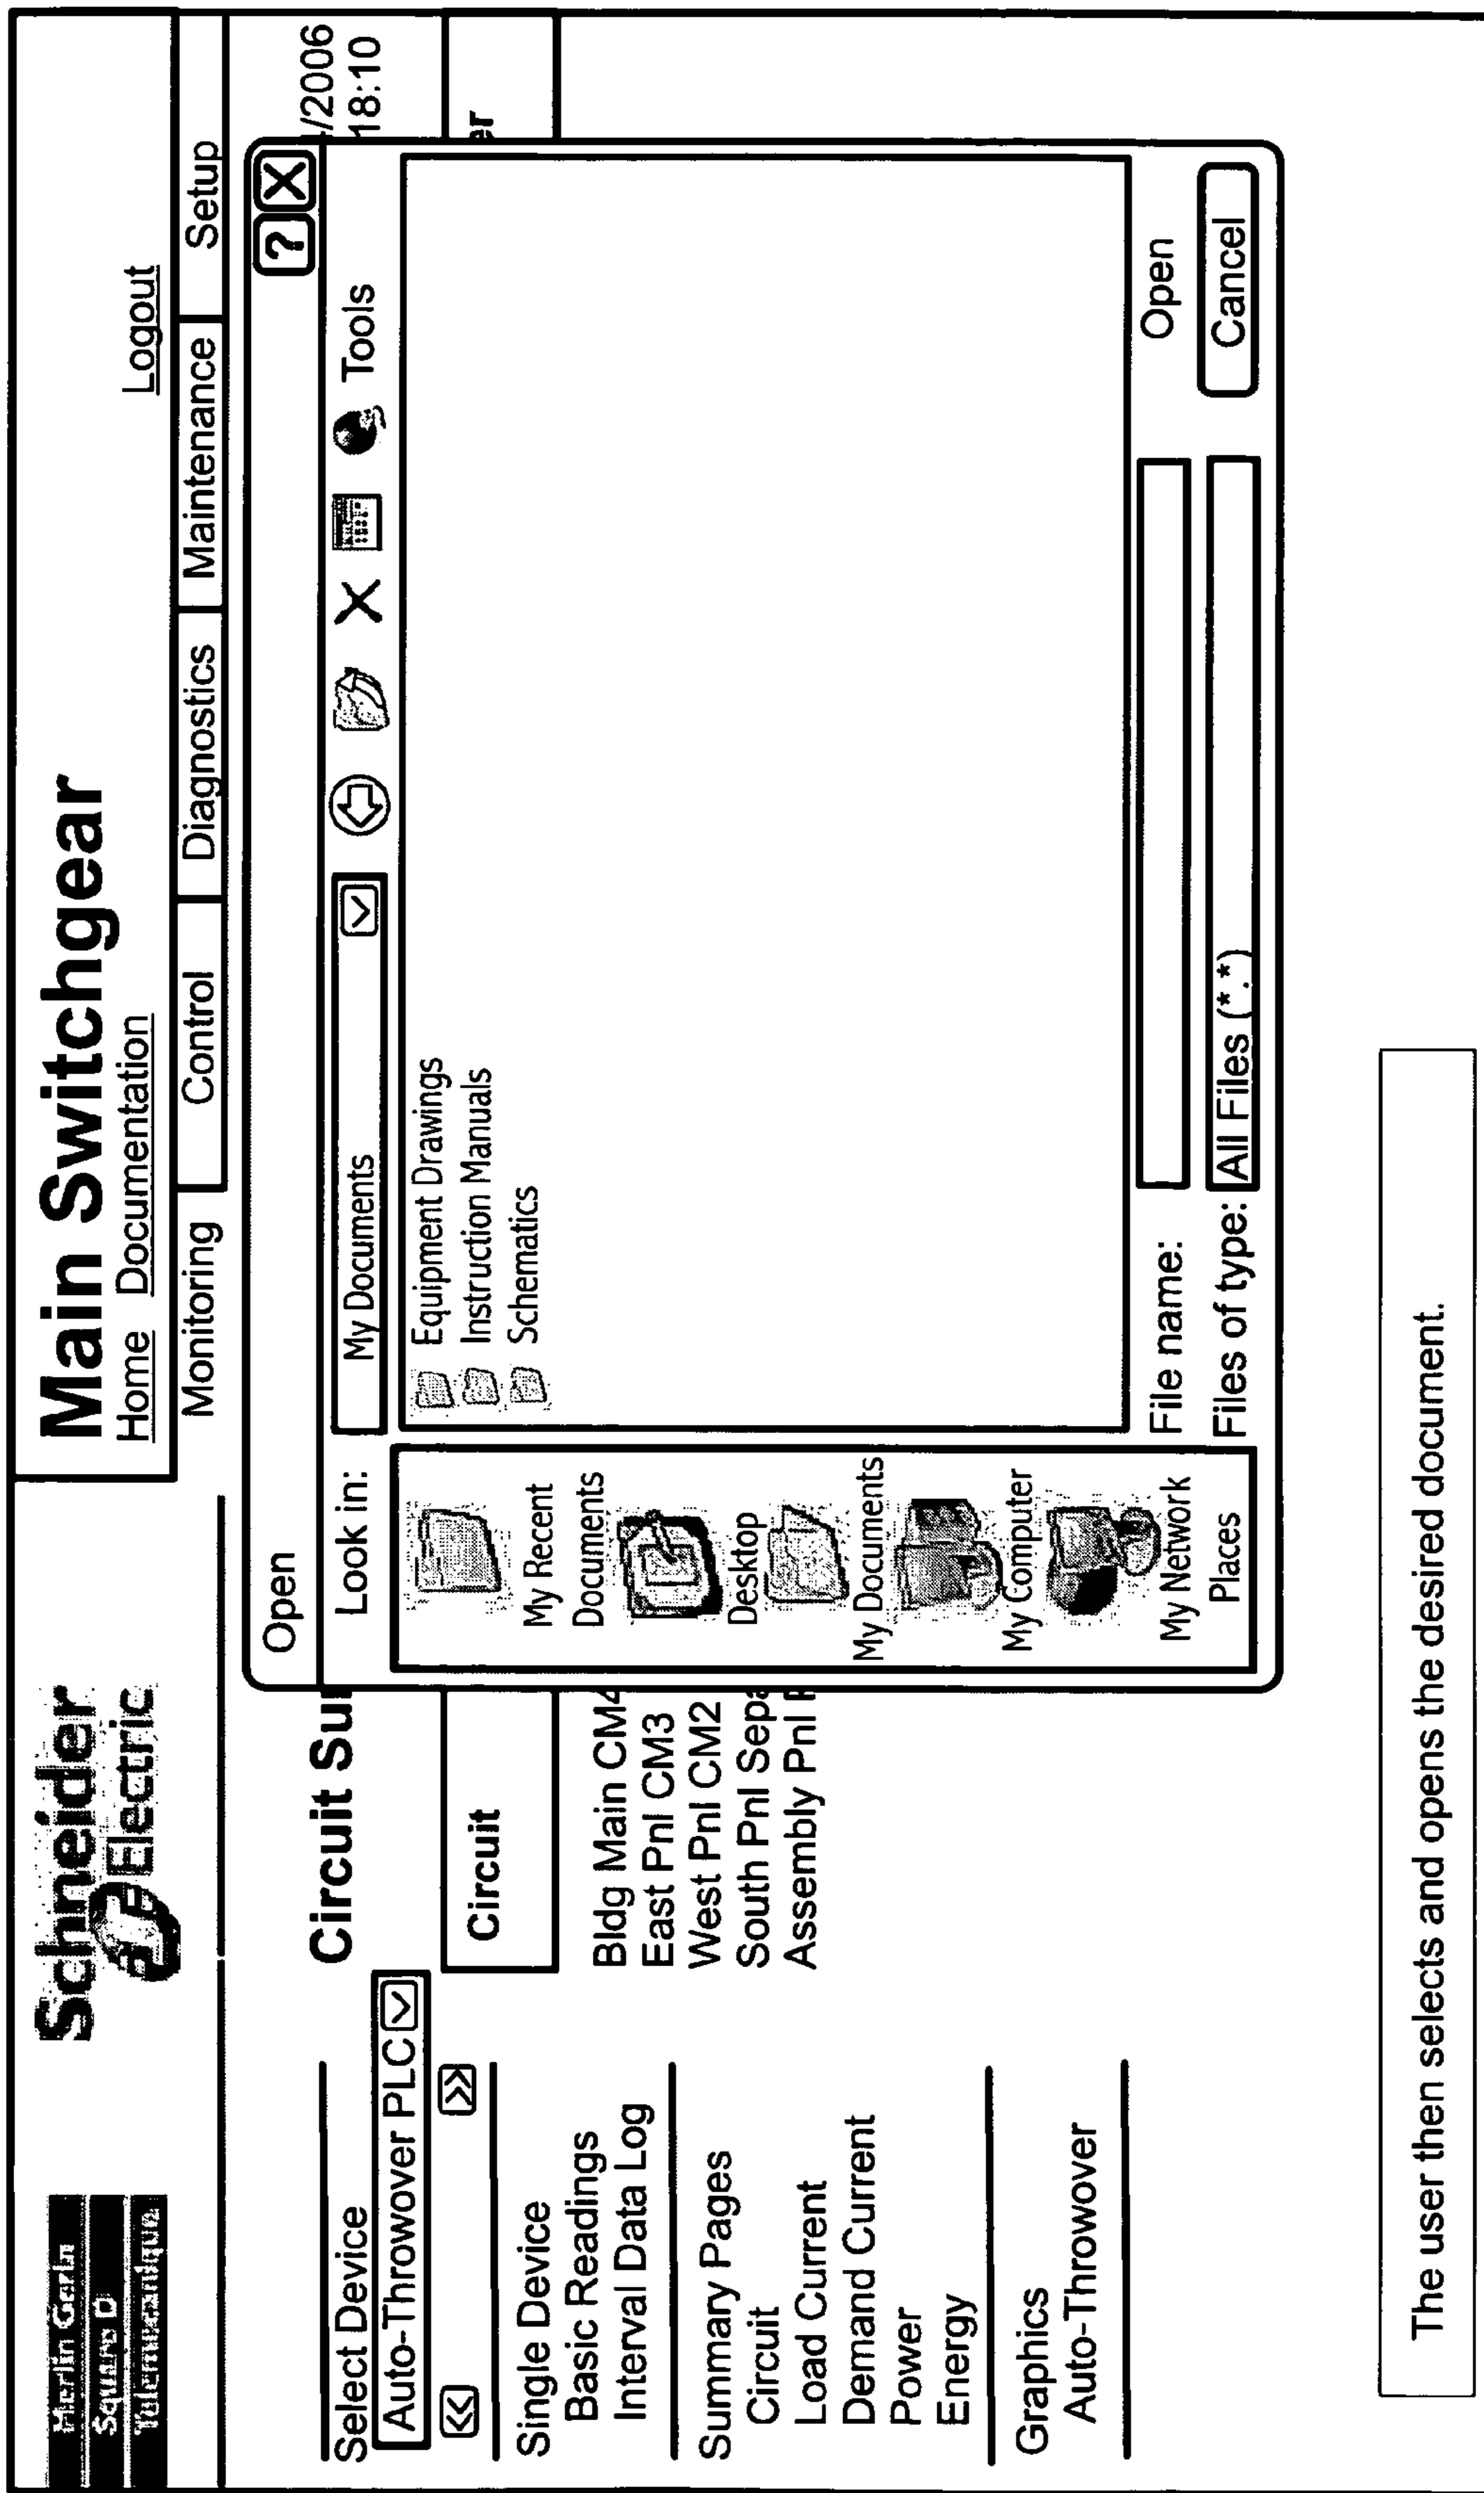 Merlin Gerin
Square D
Telemecanique
Schneider
Electric
Main Switchgear
Home Documentation Logout
Monitoring Control Diagnostics Maintenance Setup
Select Device
Auto-Throwover PLC
Single Device
Basic Readings
Interval Data Log
Summary Pages
Circuit
Load Current
Demand Current
Power
Energy
Graphics
Auto-Throwover
Circuit
/2006
18:10
Circuit
er
Bldg Main CM4
East Pnl CM3
West Pnl CM2
South Pnl
Assembly Pnl
Open
? X
Look in: My Documents Tools
My Recent
Documents
Desktop
My Documents
My Computer
My Network
Places
Equipment Drawings
Instruction Manuals
Schematics
File name: Open
Files of type: All Files (*.*) Cancel
The user then selects and opens the desired document.